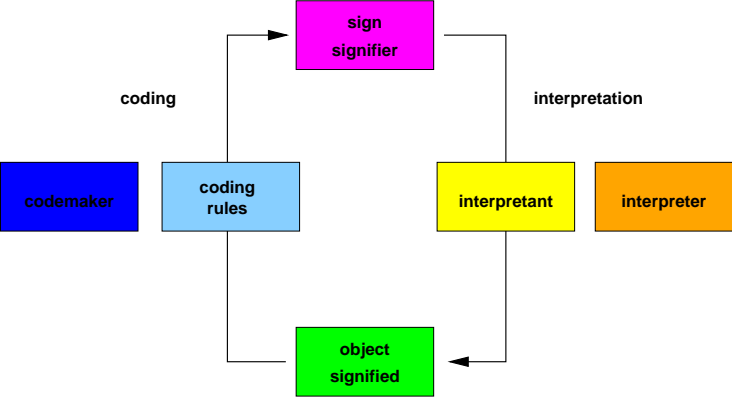 sign
signifier
coding
interpretation
codemaker
coding
rules
interpretant
interpreter
object
signified